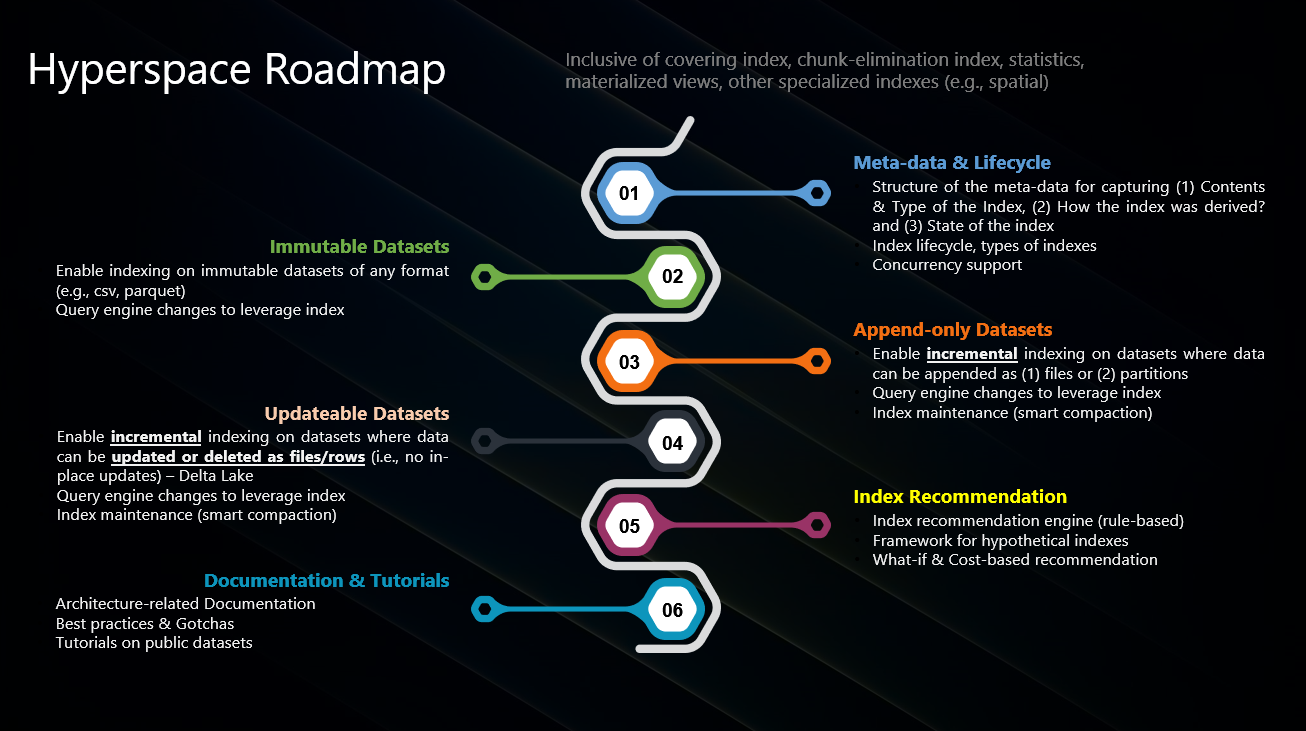 Hyperspace Roadmap
Inclusive of covering index, chunk-elimination index, statistics,
materialized views, other specialized indexes (e.g., spatial)
01
Meta-data & Lifecycle
Structure of the meta-data for capturing (1) Contents
& Type of the Index, (2) How the index was derived?
and (3) State of the index
Index lifecycle, types of indexes
Concurrency support
Immutable Datasets
Enable indexing on immutable datasets of any format
(e.g., csv, parquet)
Query engine changes to leverage index
02
03
Append-only Datasets
Enable incremental indexing on datasets where data
can be appended as (1) files or (2) partitions
Query engine changes to leverage index
Index maintenance (smart compaction)
Updateable Datasets
Enable incremental indexing on datasets where data
can be updated or deleted as files/rows (i.e., no in-
place updates) – Delta Lake
Query engine changes to leverage index
Index maintenance (smart compaction)
04
05
Index Recommendation
Index recommendation engine (rule-based)
Framework for hypothetical indexes
What-if & Cost-based recommendation
Documentation & Tutorials
Architecture-related Documentation
Best practices & Gotchas
Tutorials on public datasets
06